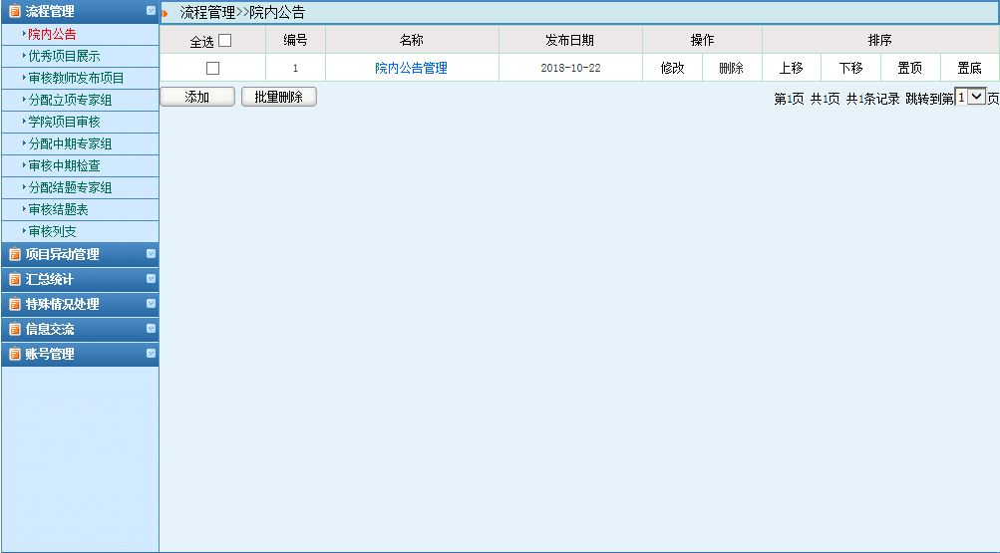 流程管理
院内公告
优秀项目展示
审核教师发布项目
分配立项专家组
学院项目审核
分配中期专家组
审核中期检查
分配结题专家组
审核结题表
审核列支
项目异动管理
汇总统计
特殊情况处理
信息交流
账号管理
流程管理>>院内公告
全选 编号 名称 发布日期 操作 排序
1 院内公告管理 2018-10-22 修改 删除 上移 下移 置顶 置底
添加 批量删除 第1页 共1页 共1条记录 跳转到第 1 页